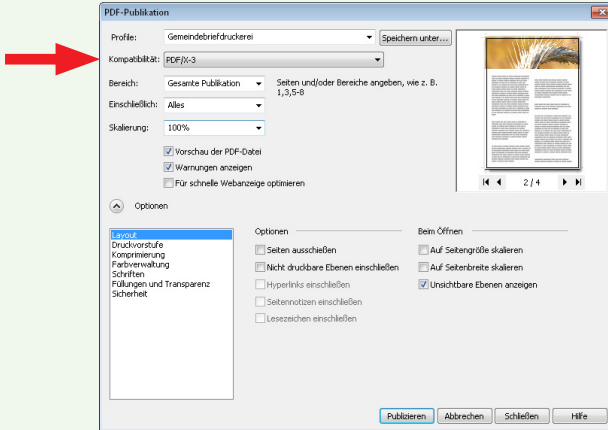 PDF-Publikation
Profile: Gemeindebriefdruckerei Speichern unter...
Kompatibilität: PDF/X-3
Bereich: Gesamte Publikation Seiten und/oder Bereiche angeben, wie z. B.
1,3,5-8
Einschließlich: Alles
Skalierung: 100%
Vorschau der PDF-Datei
Warnungen anzeigen
Für schnelle Webanzeige optimieren
2 / 4
Optionen
Layout
Druckvorstufe
Komprimierung
Farbverwaltung
Schriften
Füllungen und Transparenz
Sicherheit
Optionen
Seiten ausschießen
Nicht druckbare Ebenen einschließen
Hyperlinks einschließen
Seitennotizen einschließen
Lesezeichen einschließen
Beim Öffnen
Auf Seitengröße skalieren
Auf Seitenbreite skalieren
Unsichtbare Ebenen anzeigen
Publizieren Abbrechen Schließen Hilfe